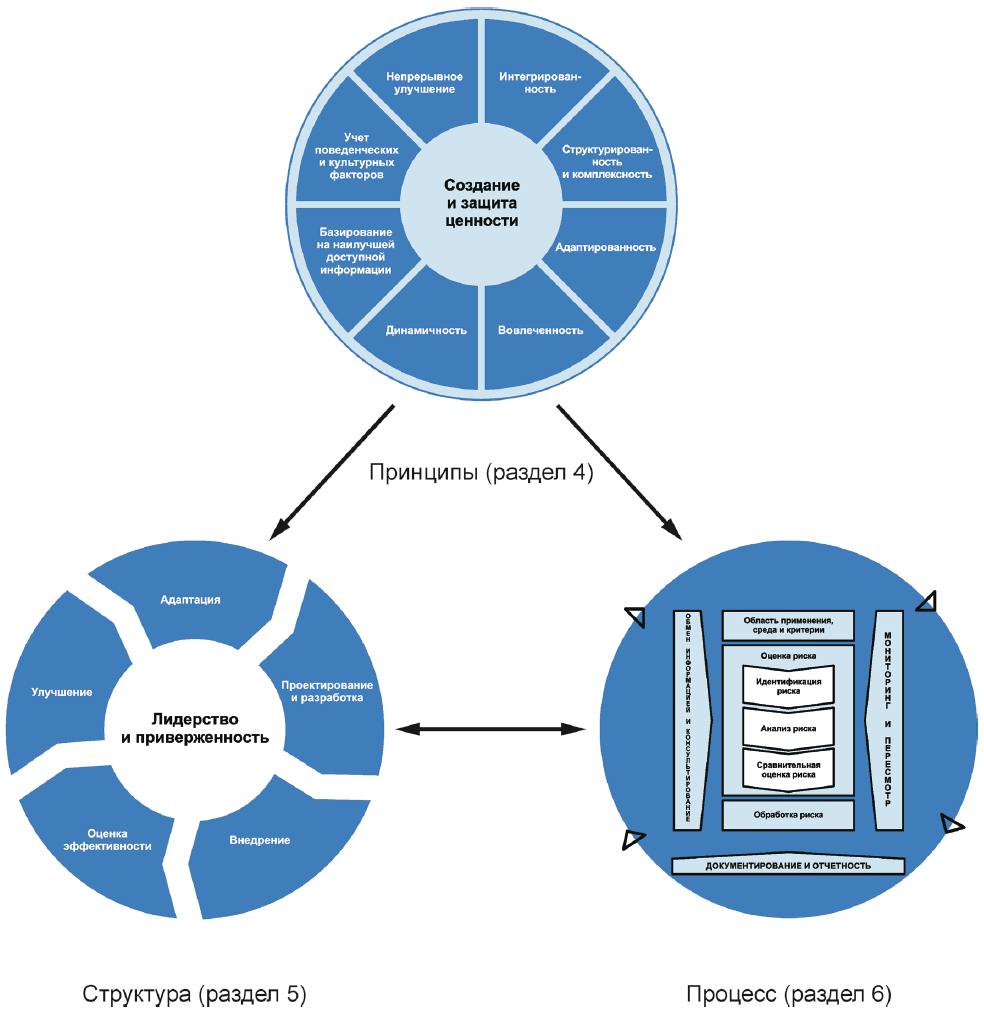 Непрерывное
улучшение
Интегрирован-
ность
Учет
поведенческих
и культурных
факторов
Структурирован-
ность
и комплексность
Создание
и защита
ценности
Базирование
на наилучшей
доступной
информации
Адаптированность
Динамичность
Вовлеченность
Принципы (раздел 4)
Адаптация
Улучшение
Проектирование
и разработка
Лидерство
и приверженность
Оценка
эффективности
Внедрение
Структура (раздел 5)
ОБМЕН ИНФОРМАЦИЕЙ И КОНСУЛЬТИРОВАНИЕ
Область применения,
среда и критерии
Оценка риска
Идентификация
риска
Анализ риска
Сравнительная
оценка риска
Обработка риска
МОНИТОРИНГ И ПЕРЕСМОТР
ДОКУМЕНТИРОВАНИЕ И ОТЧЕТНОСТЬ
Процесс (раздел 6)